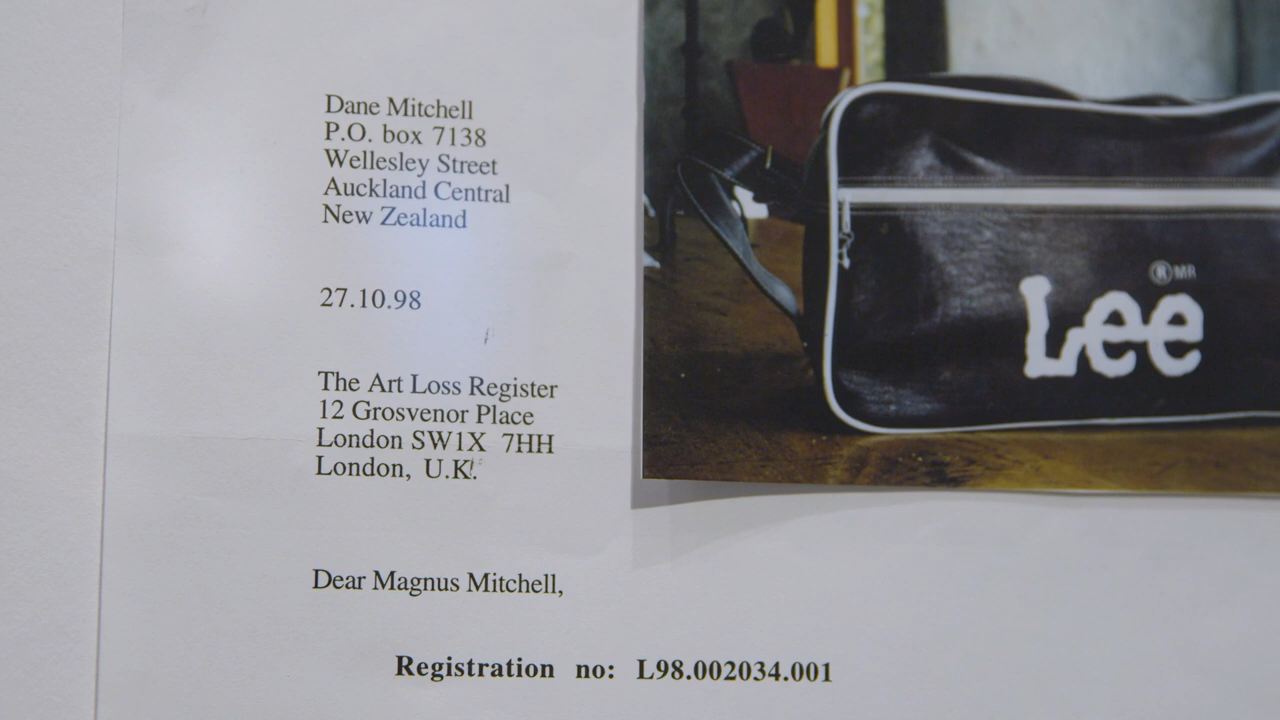 Dane Mitchell
P.O. box 7138
Wellesley Street
Auckland Central
New Zealand
27.10.98
The Art Loss Register
12 Grosvenor Place
London SW1X 7HH
London, U.K.
Dear Magnus Mitchell,
Registration no: L98.002034.001
® MR
Lee